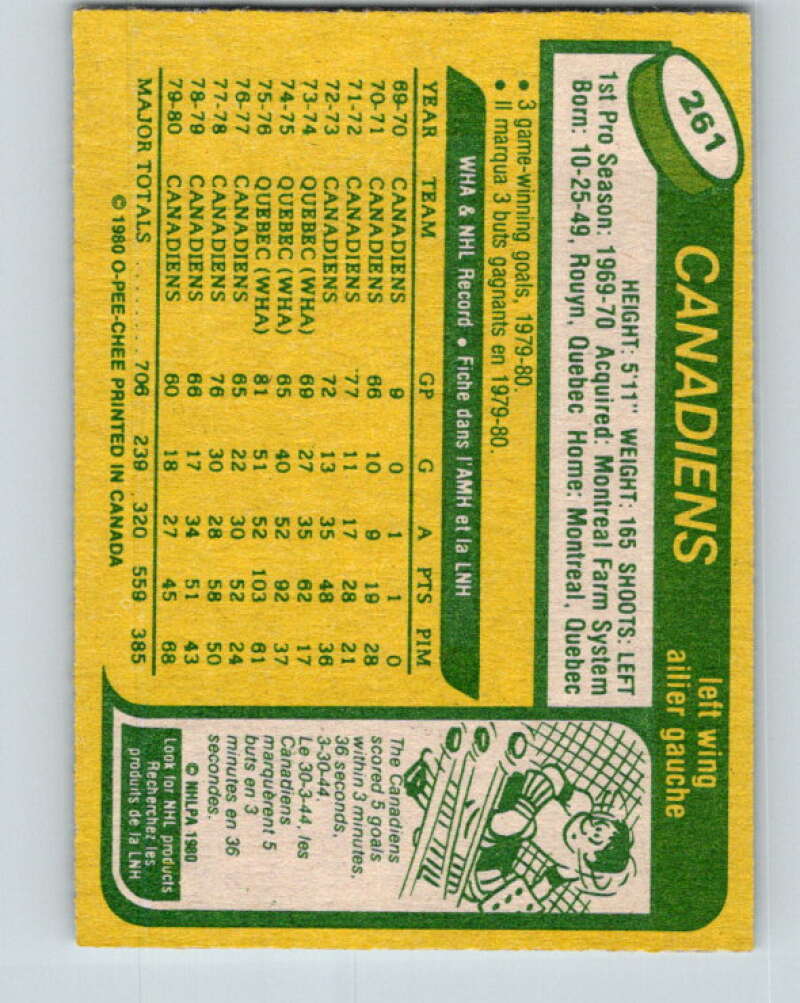 261
CANADIENS
left wing
ailier gauche
HEIGHT: 5'11" WEIGHT: 165 SHOOTS: LEFT
1st Pro Season: 1969-70 Acquired: Montreal Farm System
Born: 10-25-49, Rouyn, Quebec Home: Montreal, Quebec
• 3 game-winning goals, 1979-80.
• Il marqua 3 buts gagnants en 1979-80.
WHA & NHL Record • Fiche dans l'AMH et la LNH
YEAR TEAM GP G A PTS PIM
69-70 CANADIENS 9 0 1 1 0
70-71 CANADIENS 66 10 9 19 28
71-72 CANADIENS 77 11 17 28 21
72-73 CANADIENS 72 13 35 48 36
73-74 QUEBEC (WHA) 69 27 35 62 17
74-75 QUEBEC (WHA) 65 40 52 92 37
75-76 QUEBEC (WHA) 81 51 52 103 61
76-77 CANADIENS 65 22 30 52 24
77-78 CANADIENS 76 30 28 58 50
78-79 CANADIENS 66 17 34 51 43
79-80 CANADIENS 60 18 27 45 68
MAJOR TOTALS ........ 706 239 320 559 385
© 1980 O-PEE-CHEE PRINTED IN CANADA
The Canadiens
scored 5 goals
within 3 minutes,
36 seconds,
3-30-44.
Le 30-3-44, les
Canadiens
marquèrent 5
buts en 3
minutes en 36
secondes.
© NHLPA 1980
Look for NHL products
Recherchez les
produits de la LNH